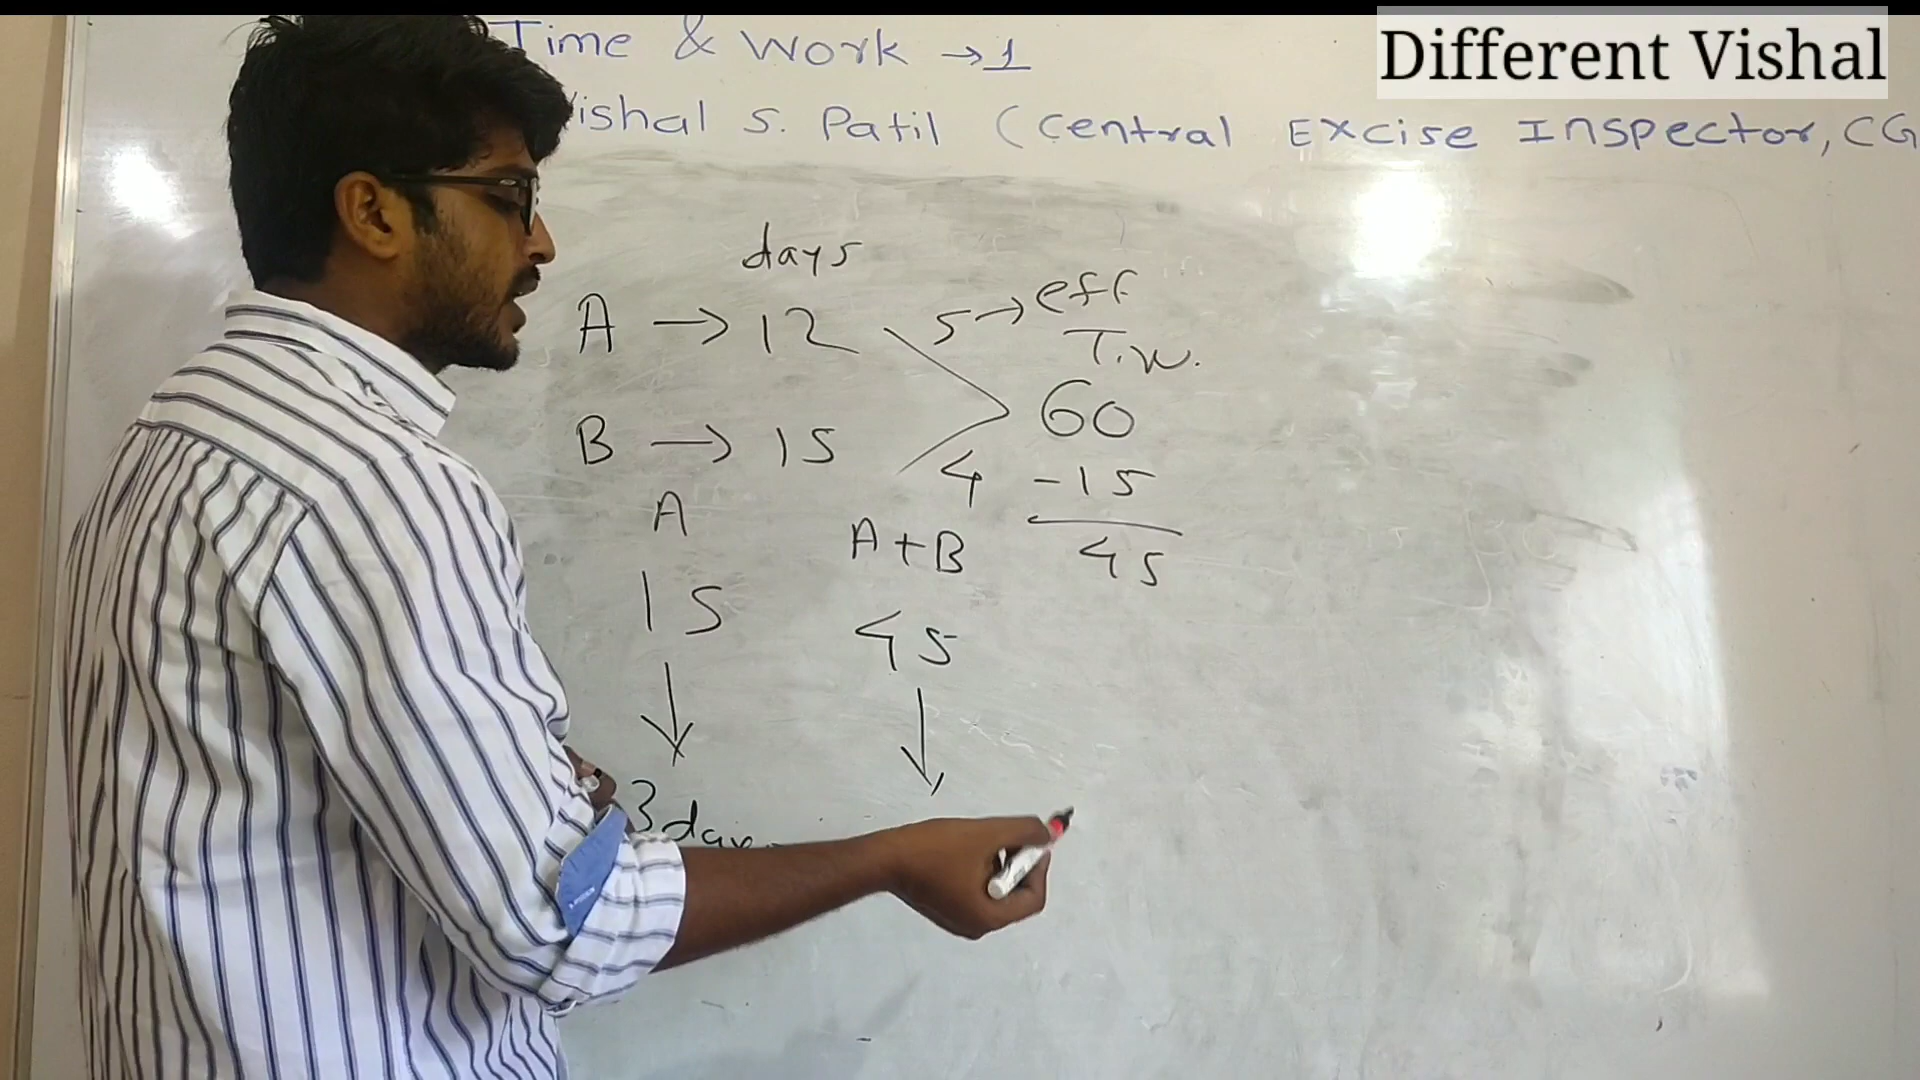 Different Vishal
Time & Work → 1
Vishal S. Patil (Central Excise Inspector, CG
days
A → 12 5 → eff
T.W.
60
B → 15 4 -15
45
A A+B
15 45
3 days